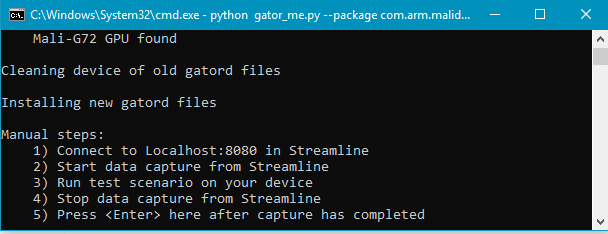 C:\Windows\System32\cmd.exe - python  gator_me.py --package com.arm.malid...
Mali-G72 GPU found
Cleaning device of old gatord files
Installing new gatord files
Manual steps:
1) Connect to Localhost:8080 in Streamline
2) Start data capture from Streamline
3) Run test scenario on your device
4) Stop data capture from Streamline
5) Press <Enter> here after capture has completed